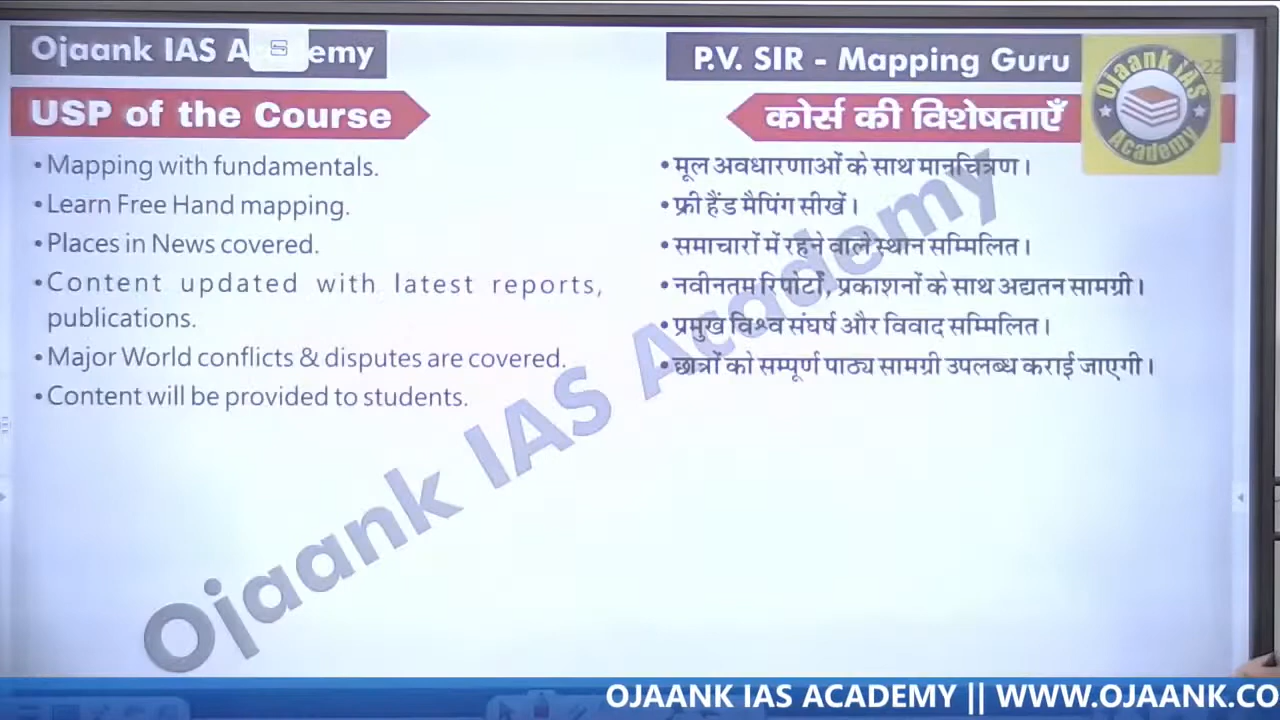 Ojaank IAS Academy
P.V. SIR - Mapping Guru
USP of the Course
• Mapping with fundamentals.
• Learn Free Hand mapping.
• Places in News covered.
• Content updated with latest reports,
publications.
• Major World conflicts & disputes are covered.
• Content will be provided to students.
कोर्स की विशेषताएँ
• मूल अवधारणाओं के साथ मानचित्रण।
• फ्री हैंड मैपिंग सीखें।
• समाचारों में रहने वाले स्थान सम्मिलित।
• नवीनतम रिपोर्टों, प्रकाशनों के साथ अद्यतन सामग्री।
• प्रमुख विश्व संघर्ष और विवाद सम्मिलित।
• छात्रों को सम्पूर्ण पाठ्य सामग्री उपलब्ध कराई जाएगी।
Ojaank IAS
Academy
Ojaank IAS Academy
OJAANK IAS ACADEMY || WWW.OJAANK.CO